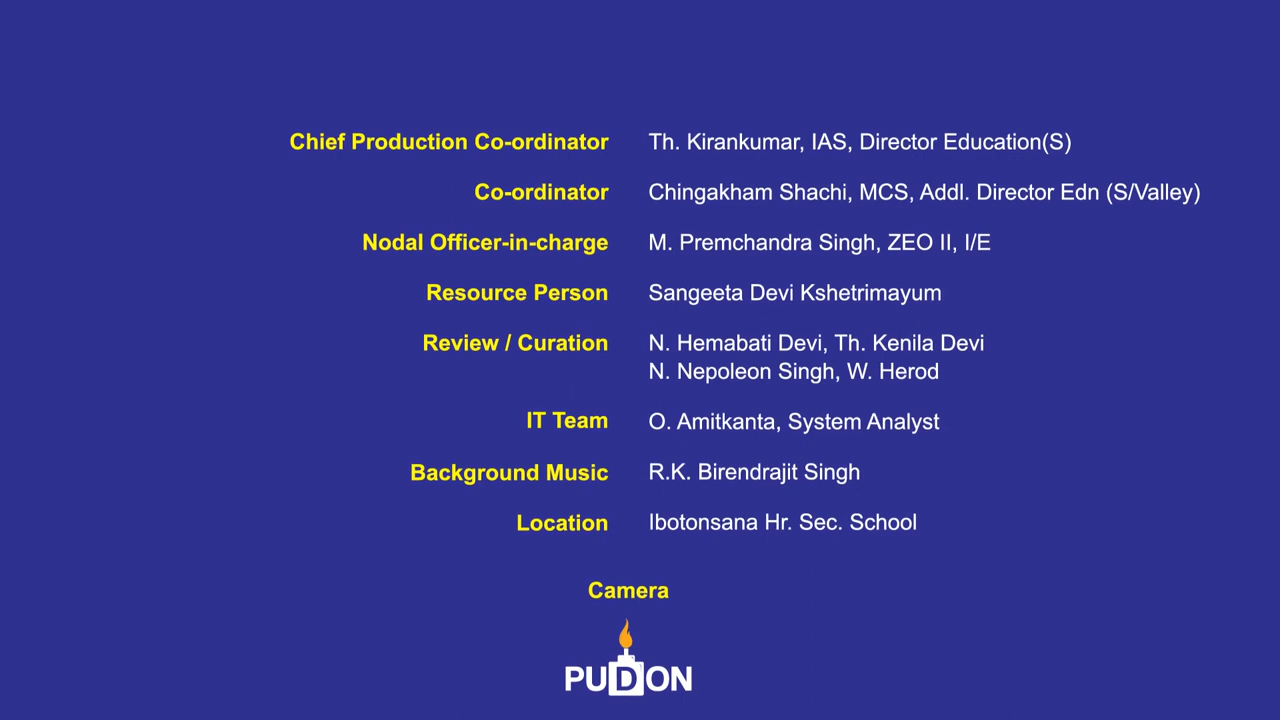 Chief Production Co-ordinator Th. Kirankumar, IAS, Director Education(S)
Co-ordinator Chingakham Shachi, MCS, Addl. Director Edn (S/Valley)
Nodal Officer-in-charge M. Premchandra Singh, ZEO II, I/E
Resource Person Sangeeta Devi Kshetrimayum
Review / Curation N. Hemabati Devi, Th. Kenila Devi
N. Nepoleon Singh, W. Herod
IT Team O. Amitkanta, System Analyst
Background Music R.K. Birendrajit Singh
Location Ibotonsana Hr. Sec. School
Camera
PUDON